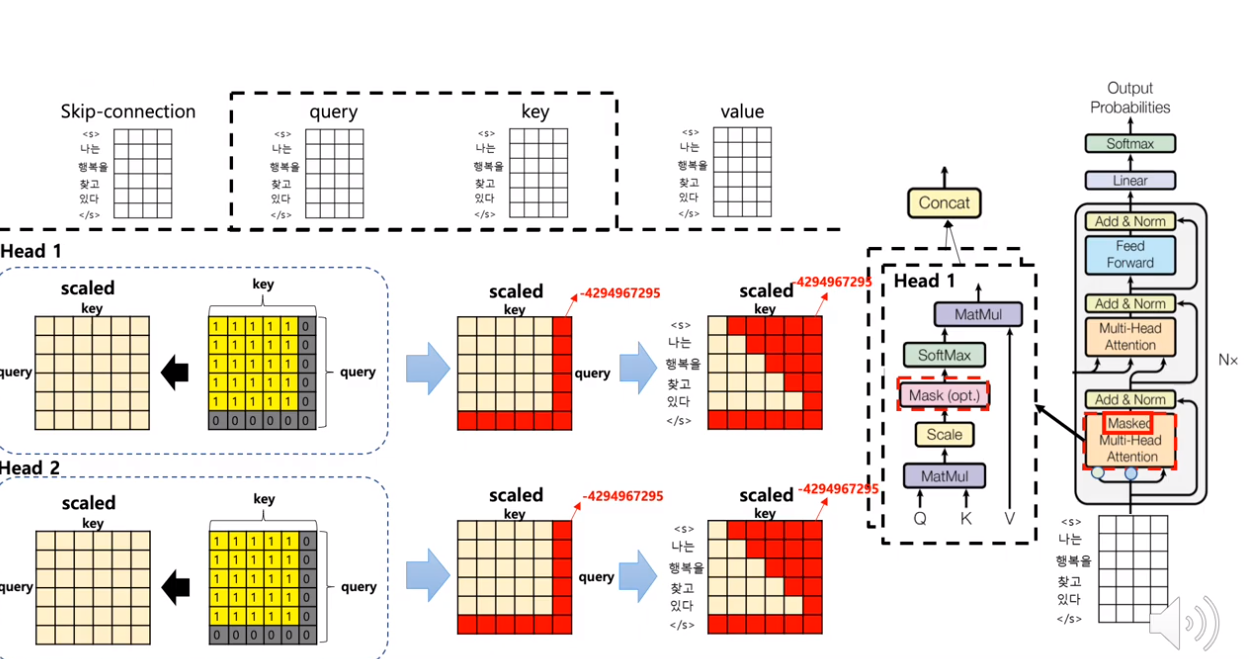 Skip-connection
query
key
value
<s>
나는
행복을
찾고
있다
</s>
<s>
나는
행복을
찾고
있다
</s>
<s>
나는
행복을
찾고
있다
</s>
<s>
나는
행복을
찾고
있다
</s>
Head 1
scaled
key
query
key
1 1 1 1 1 0
1 1 1 1 1 0
1 1 1 1 1 0
1 1 1 1 1 0
1 1 1 1 1 0
0 0 0 0 0 0
query
scaled
key
-4294967295
query
scaled
key
-4294967295
<s>
나는
행복을
찾고
있다
</s>
Head 2
scaled
key
query
key
1 1 1 1 1 0
1 1 1 1 1 0
1 1 1 1 1 0
1 1 1 1 1 0
1 1 1 1 1 0
0 0 0 0 0 0
query
scaled
key
-4294967295
query
scaled
key
-4294967295
<s>
나는
행복을
찾고
있다
</s>
Concat
Head 1
MatMul
SoftMax
Mask (opt.)
Scale
MatMul
Q K V
Output
Probabilities
Softmax
Linear
Add & Norm
Feed
Forward
Add & Norm
Multi-Head
Attention
N×
Add & Norm
Masked
Multi-Head
Attention
<s>
나는
행복을
찾고
있다
</s>